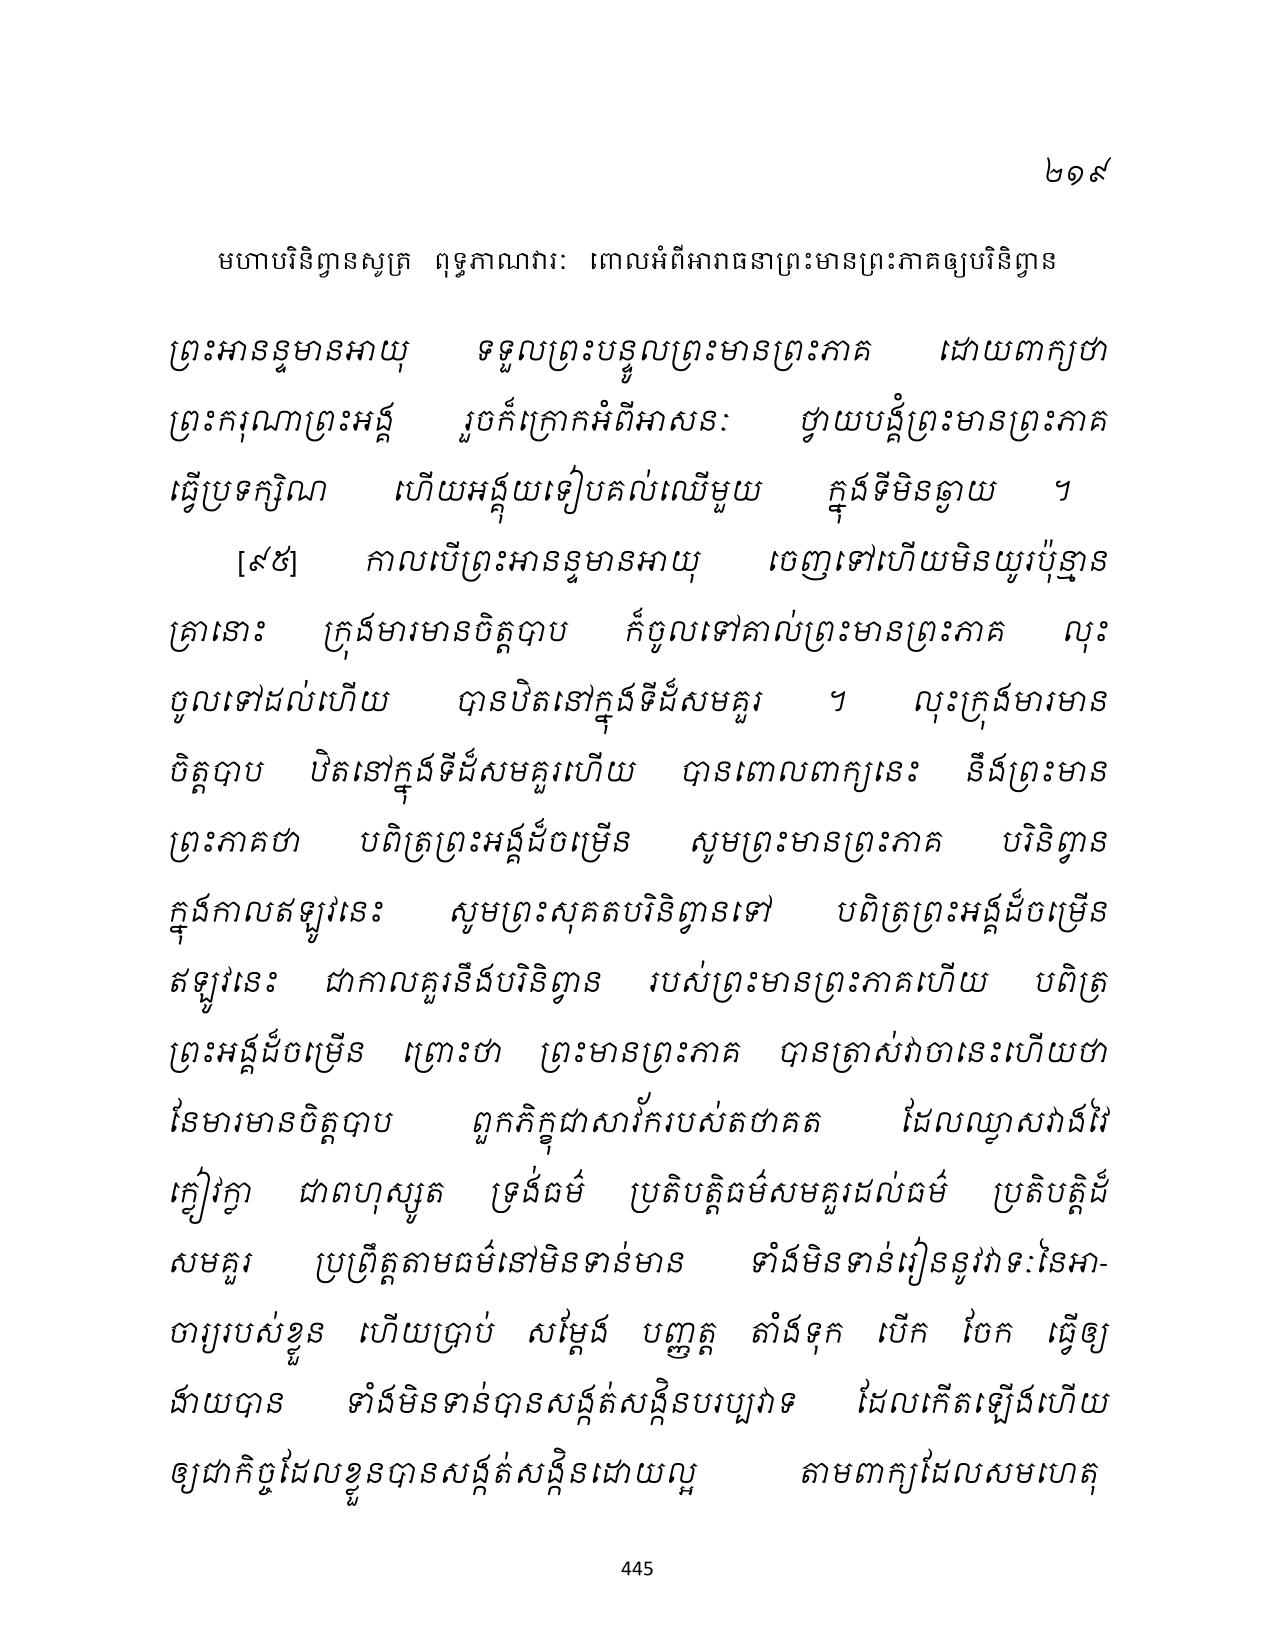 ២១៩
មហាបរិនិព្វានសូត្រ ពុទ្ធភាណវារៈ ពោលអំពីអារាធនាព្រះមានព្រះភាគឲ្យបរិនិព្វាន
ព្រះអានន្ទមានអាយុ ទទួលព្រះបន្ទូលព្រះមានព្រះភាគ ដោយពាក្យថា
ព្រះករុណាព្រះអង្គ រួចក៏ក្រោកអំពីអាសនៈ ថ្វាយបង្គំព្រះមានព្រះភាគ
ធ្វើប្រទក្សិណ ហើយអង្គុយទៀបគល់ឈើមួយ ក្នុងទីមិនឆ្ងាយ ។
[៩៥] កាលបើព្រះអានន្ទមានអាយុ ចេញទៅហើយមិនយូរប៉ុន្មាន
គ្រានោះ ក្រុងមារមានចិត្តបាប ក៏ចូលទៅគាល់ព្រះមានព្រះភាគ លុះ
ចូលទៅដល់ហើយ បានឋិតនៅក្នុងទីដ៏សមគួរ ។ លុះក្រុងមារមាន
ចិត្តបាប ឋិតនៅក្នុងទីដ៏សមគួរហើយ បានពោលពាក្យនេះ នឹងព្រះមាន
ព្រះភាគថា បពិត្រព្រះអង្គដ៏ចម្រើន សូមព្រះមានព្រះភាគ បរិនិព្វាន
ក្នុងកាលឥឡូវនេះ សូមព្រះសុគតបរិនិព្វានទៅ បពិត្រព្រះអង្គដ៏ចម្រើន
ឥឡូវនេះ ជាកាលគួរនឹងបរិនិព្វាន របស់ព្រះមានព្រះភាគហើយ បពិត្រ
ព្រះអង្គដ៏ចម្រើន ព្រោះថា ព្រះមានព្រះភាគ បានត្រាស់វាចានេះហើយថា
នែមារមានចិត្តបាប ពួកភិក្ខុជាសាវ័ករបស់តថាគត ដែលឈ្លាសវាងវៃ
ក្លៀវក្លា ជាពហុស្សូត ទ្រង់ធម៌ ប្រតិបត្តិធម៌សមគួរដល់ធម៌ ប្រតិបត្តិដ៏
សមគួរ ប្រព្រឹត្តតាមធម៌នៅមិនទាន់មាន ទាំងមិនទាន់រៀននូវវាទៈនៃអា-
ចារ្យរបស់ខ្លួន ហើយប្រាប់ សម្តែង បញ្ញត្ត តាំងទុក បើក ចែក ធ្វើឲ្យ
ងាយបាន ទាំងមិនទាន់បានសង្កត់សង្កិនបរប្បវាទ ដែលកើតឡើងហើយ
ឲ្យជាកិច្ចដែលខ្លួនបានសង្កត់សង្កិនដោយល្អ តាមពាក្យដែលសមហេតុ
445